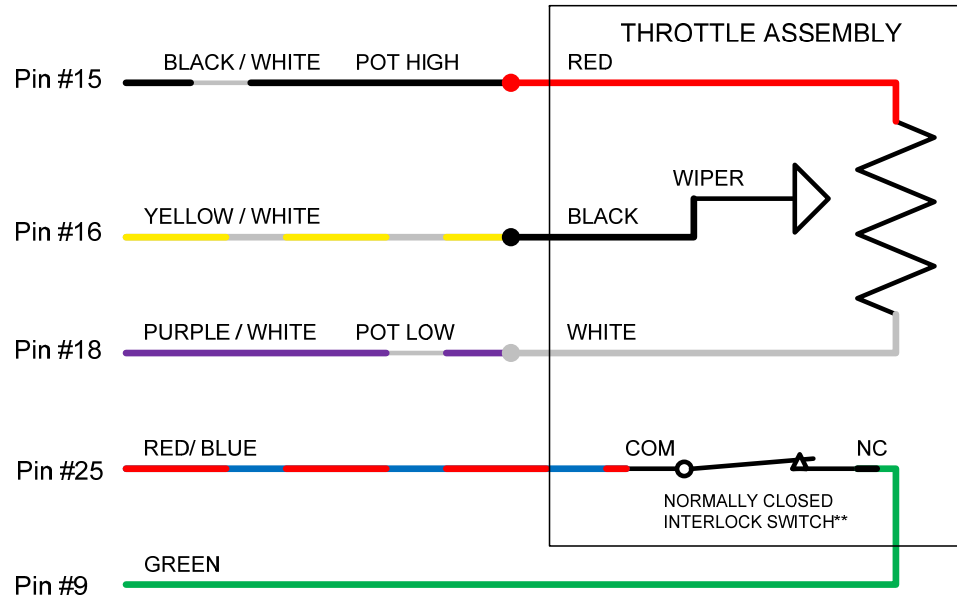 THROTTLE ASSEMBLY
Pin #15 BLACK / WHITE POT HIGH RED
WIPER
Pin #16 YELLOW / WHITE BLACK
Pin #18 PURPLE / WHITE POT LOW WHITE
Pin #25 RED/ BLUE COM NC
NORMALLY CLOSED
INTERLOCK SWITCH**
Pin #9 GREEN